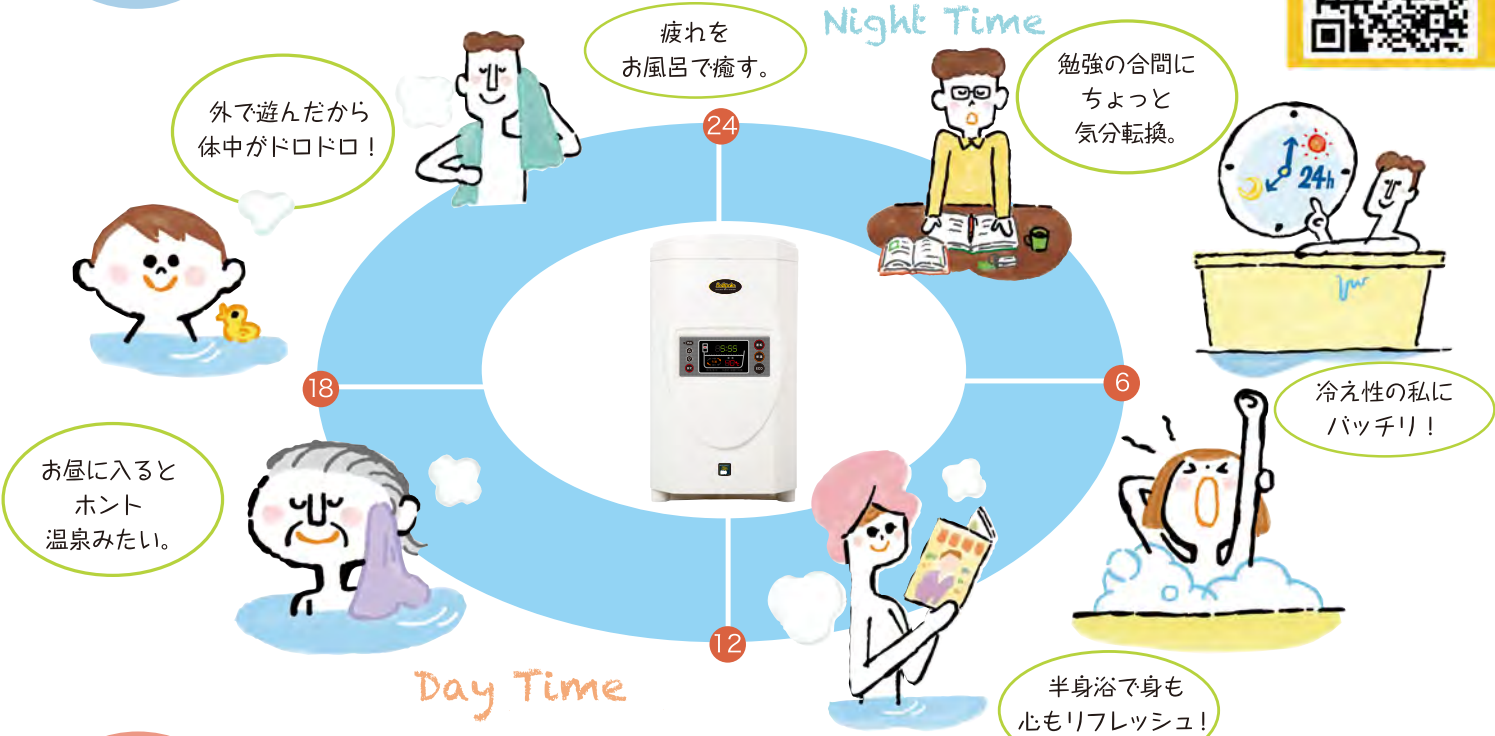 Night Time
疲れを
お風呂で癒す。
勉強の合間に
ちょっと
気分転換。
外で遊んだから
体中がドロドロ！
24
24h
18
6
冷え性の私に
バッチリ！
お昼に入ると
ホント
温泉みたい。
12
Day Time
半身浴で身も
心もリフレッシュ！
5:55